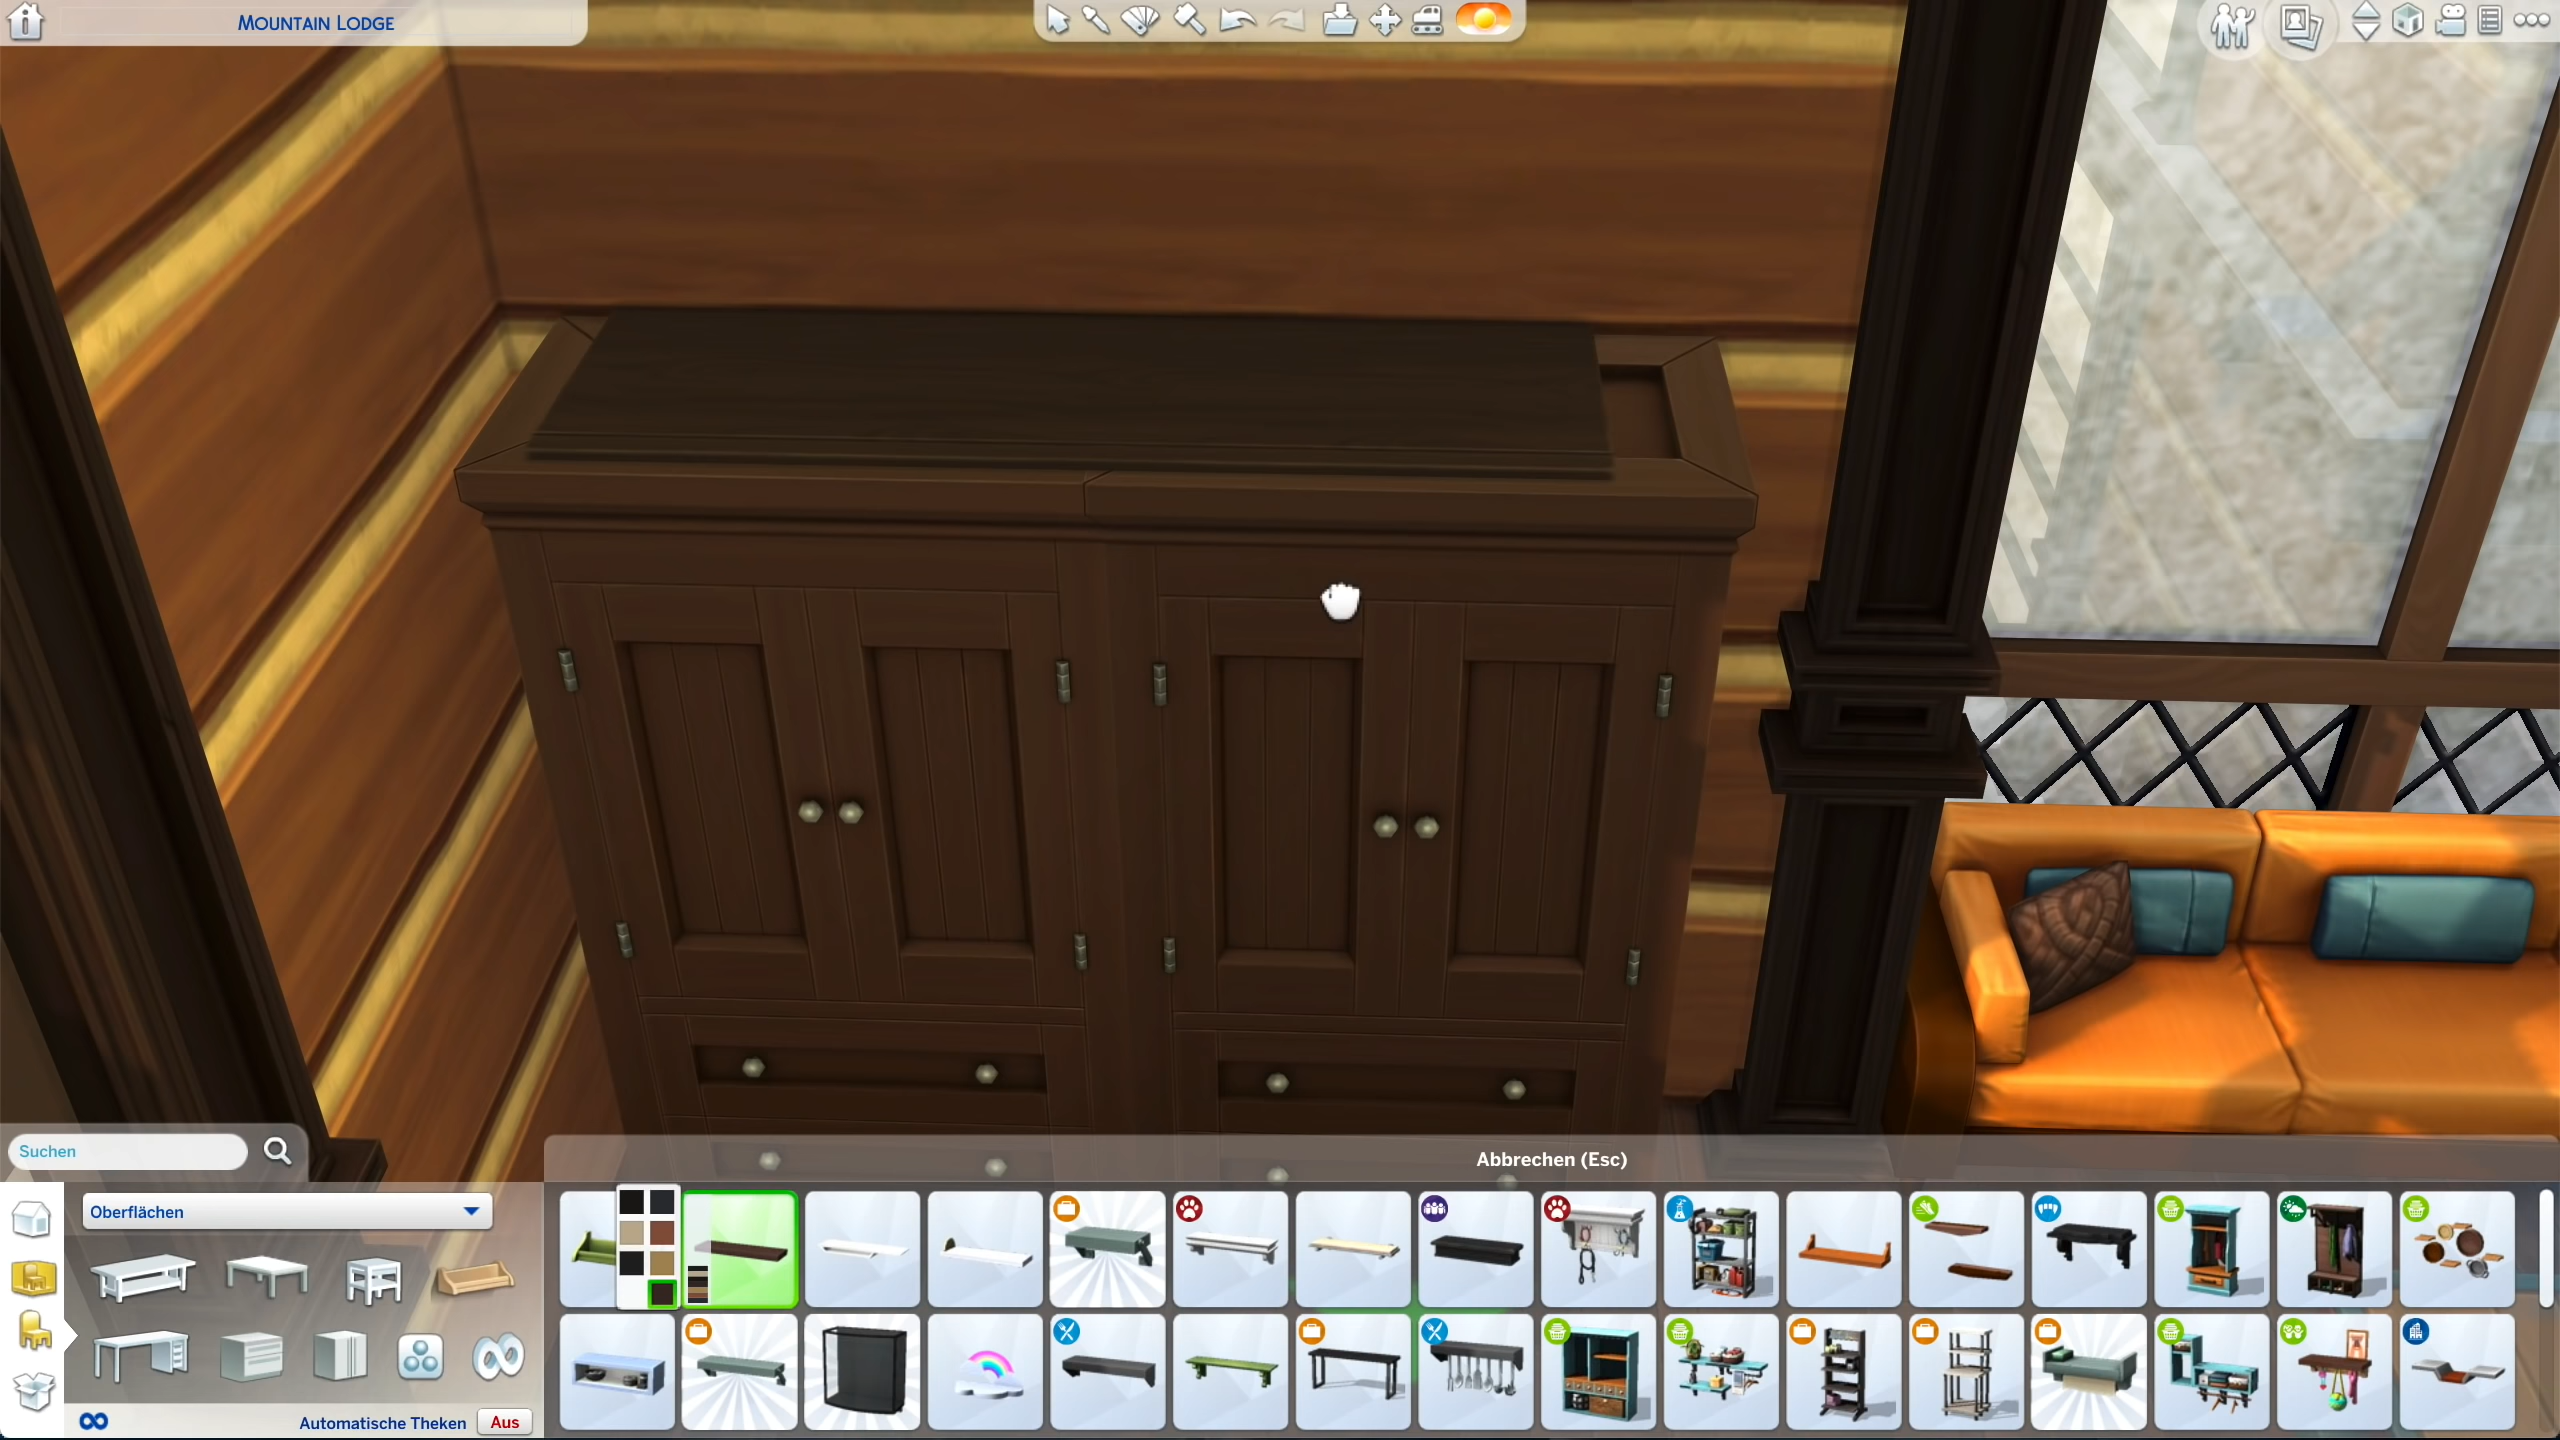 Mountain Lodge
Suchen
Abbrechen (Esc)
Oberflächen
Automatische Theken
Aus